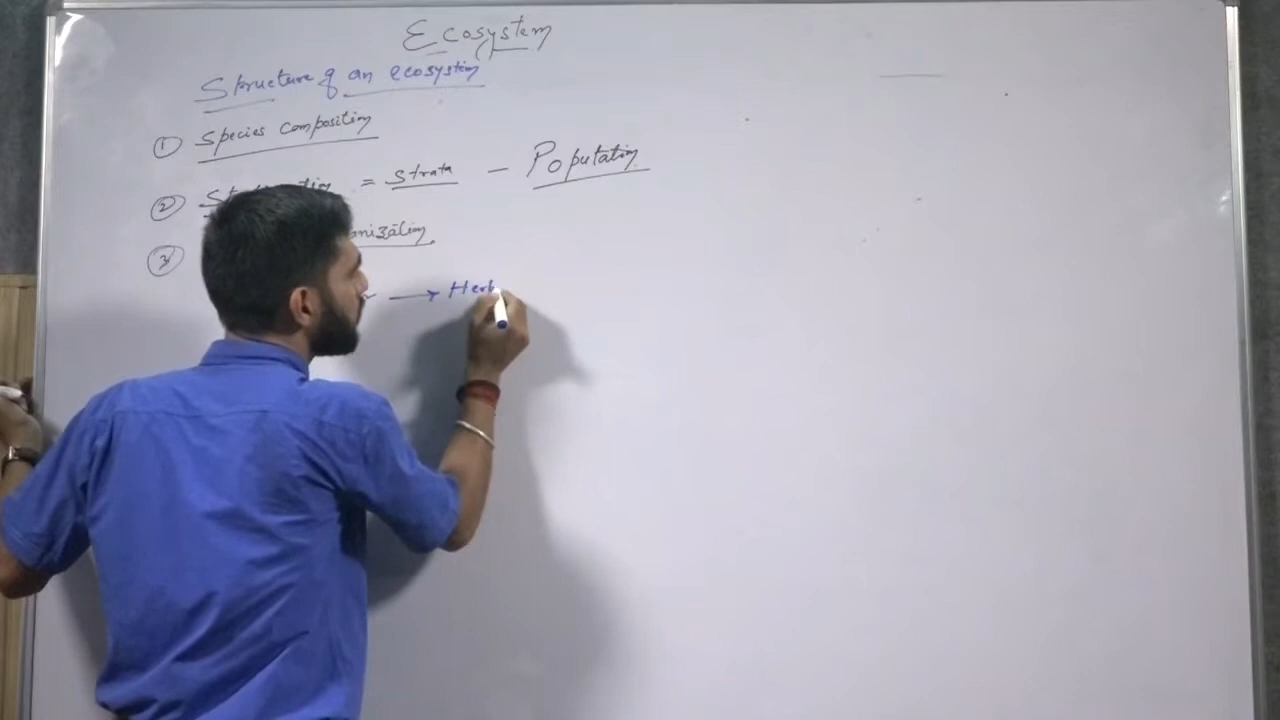 Ecosystem
Structure of an ecosystem
① Species composition
② = strata - Population
③
→ Herb